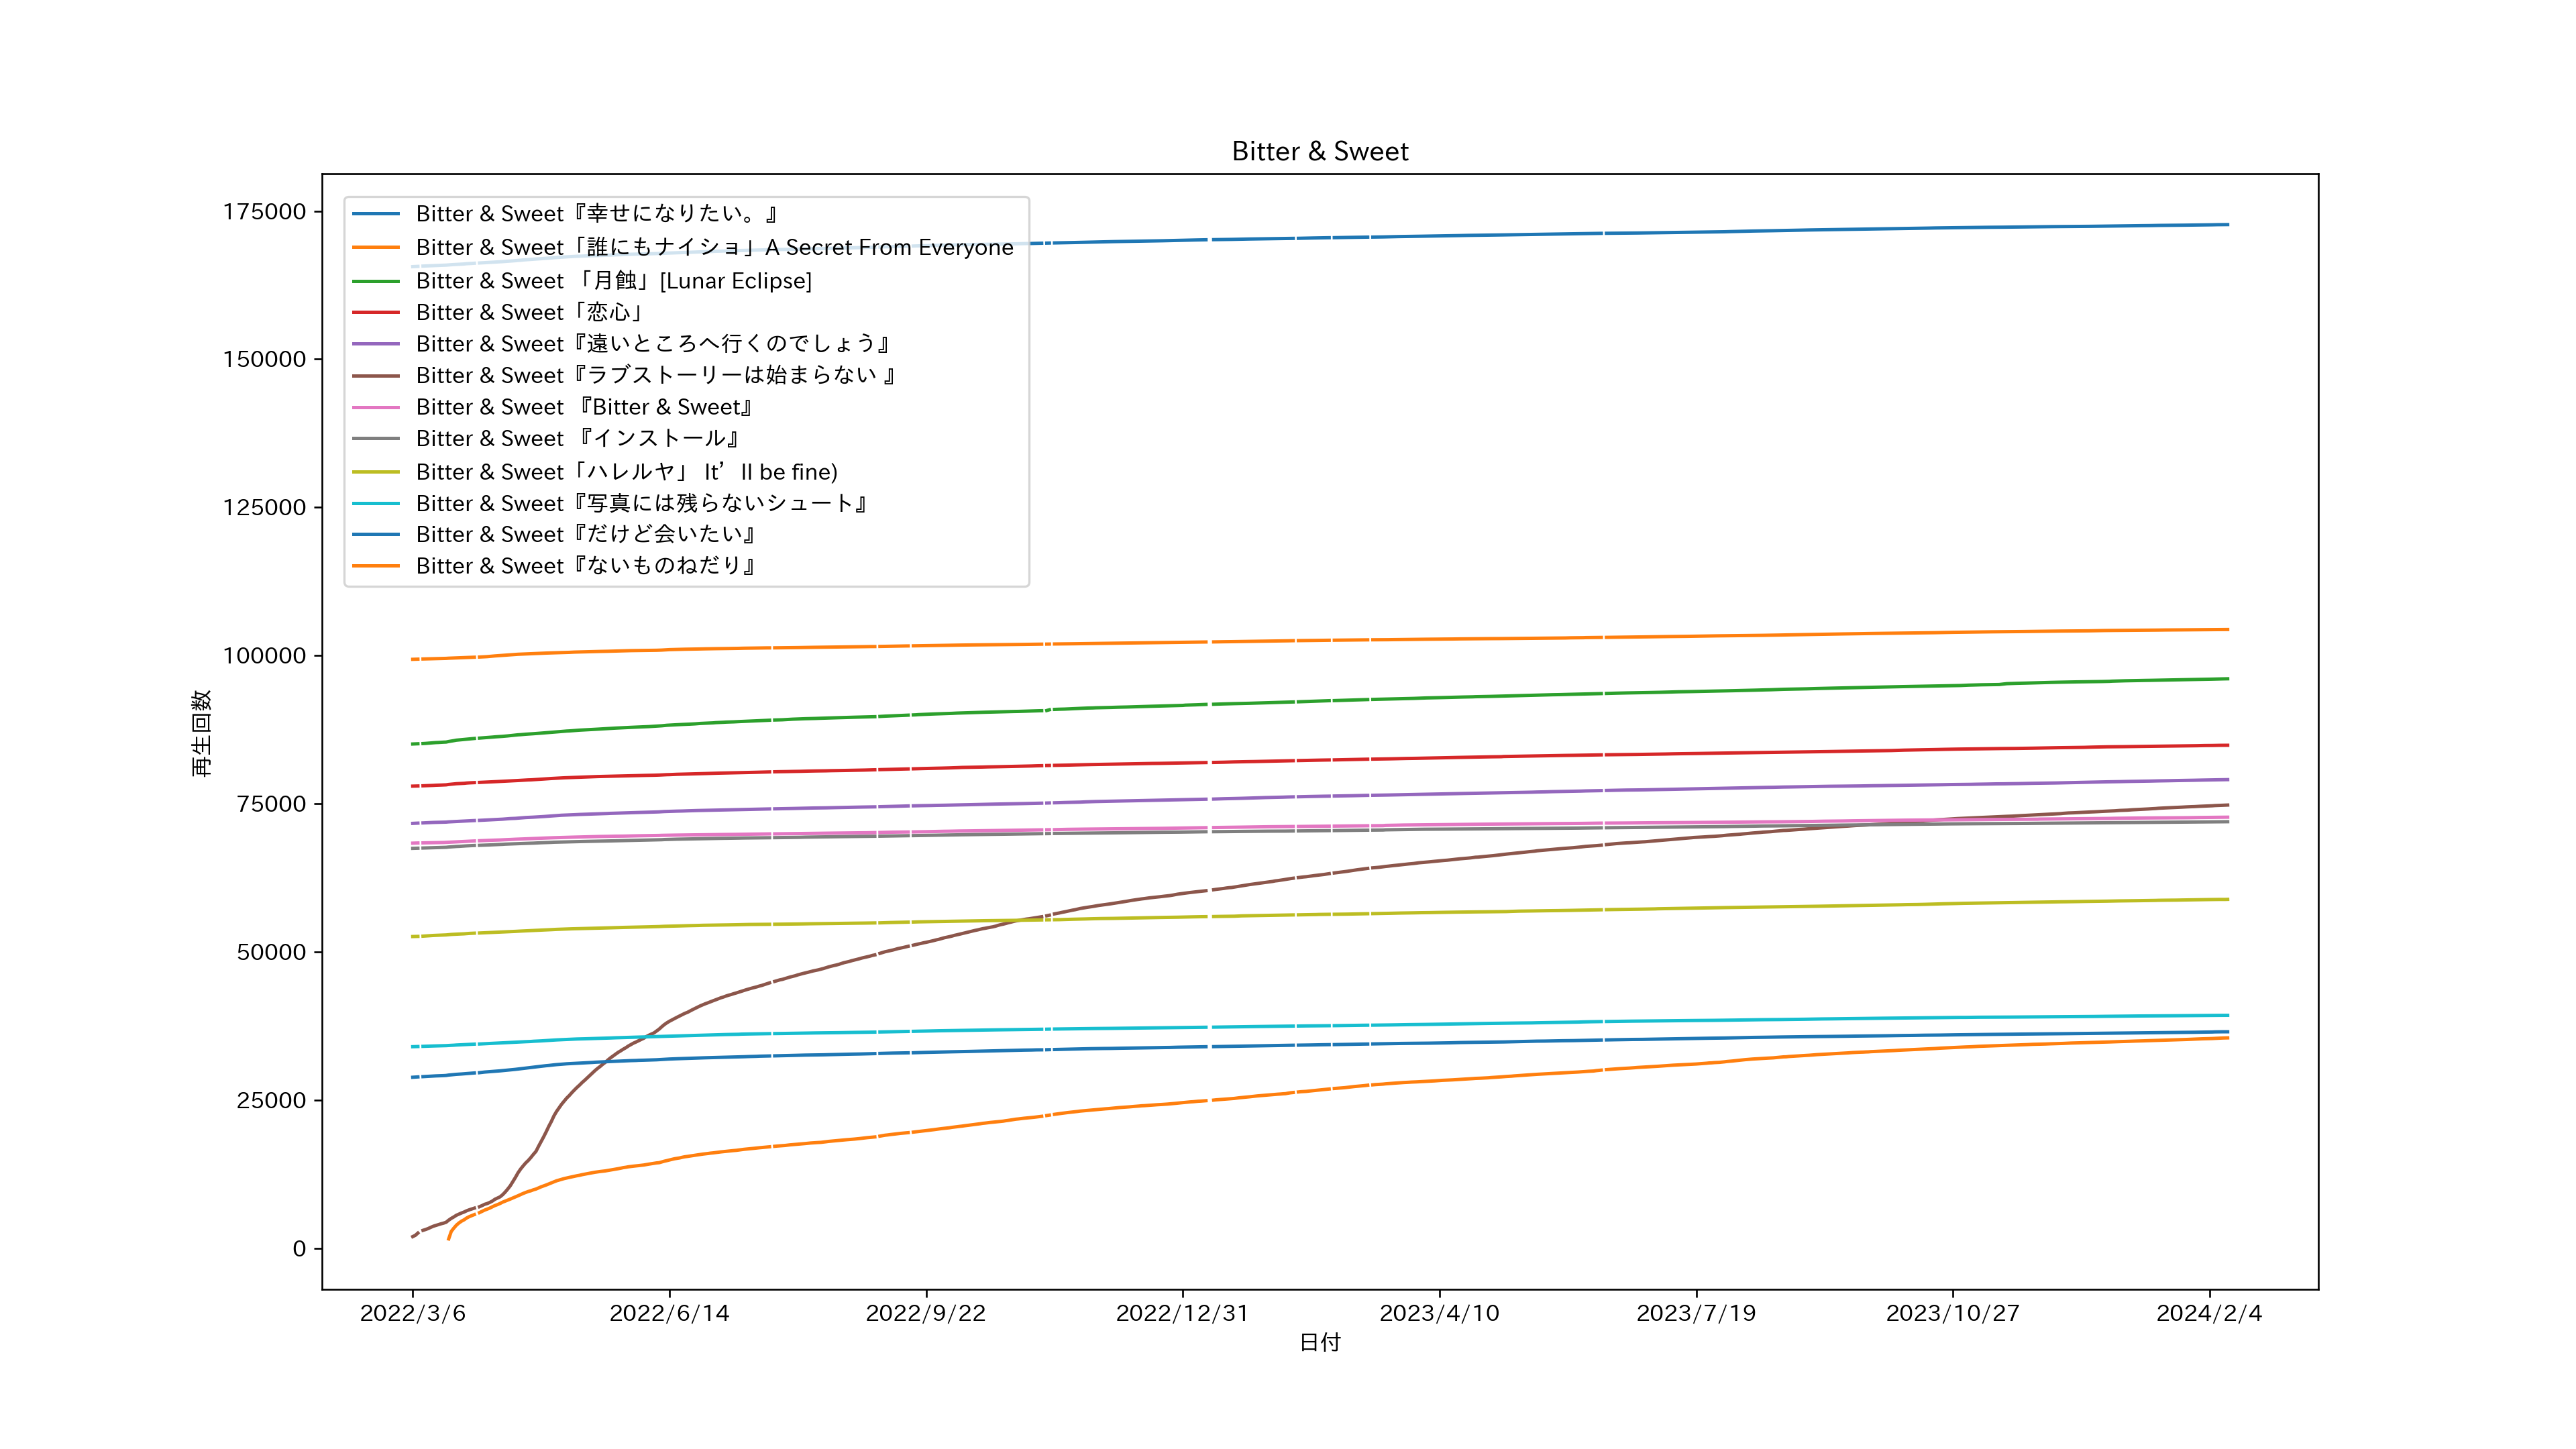 Bitter & Sweet
175000
150000
125000
100000
75000
50000
25000
0
再生回数
Bitter & Sweet『幸せになりたい。』
Bitter & Sweet「誰にもナイショ」A Secret From Everyone
Bitter & Sweet 「月蝕」[Lunar Eclipse]
Bitter & Sweet「恋心」
Bitter & Sweet『遠いところへ行くのでしょう』
Bitter & Sweet『ラブストーリーは始まらない 』
Bitter & Sweet 『Bitter & Sweet』
Bitter & Sweet 『インストール』
Bitter & Sweet「ハレルヤ」 It’ll be fine)
Bitter & Sweet『写真には残らないシュート』
Bitter & Sweet『だけど会いたい』
Bitter & Sweet『ないものねだり』
2022/3/6 2022/6/14 2022/9/22 2022/12/31 2023/4/10 2023/7/19 2023/10/27 2024/2/4
日付